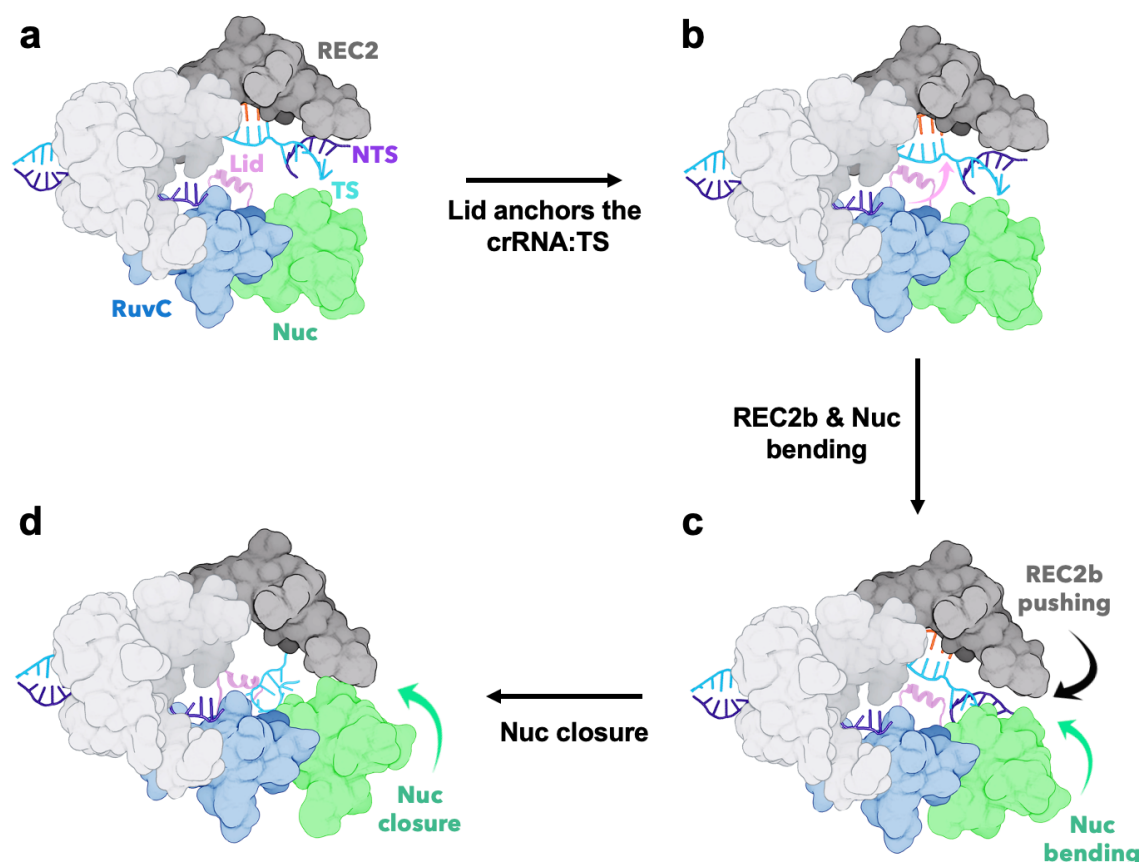 a
REC2
Lid
NTS
TS
RuvC
Nuc
Lid anchors the
crRNA:TS
b
REC2b & Nuc
bending
c
REC2b
pushing
Nuc
bending
Nuc closure
d
Nuc
closure